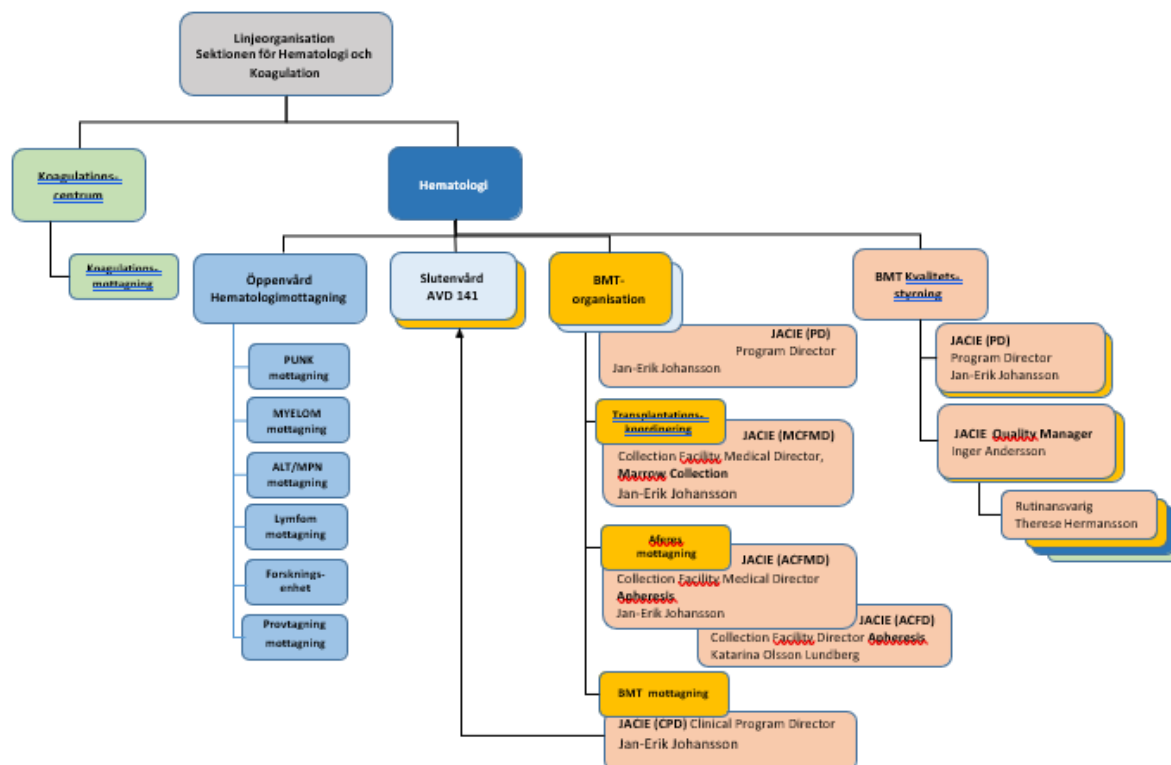 Linjeorganisation
Sektionen för Hematologi och
Koagulation
Koagulations-
centrum
Hematologi
Koagulations-
mottagning
Öppenvård
Hematologimottagning
Slutenvård
AVD 141
BMT-
organisation
BMT Kvalitets-
styrning
PUNK
mottagning
MYELOM
mottagning
ALT/MPN
mottagning
Lymfom
mottagning
Forsknings-
enhet
Provtagning
mottagning
JACIE (PD)
Program Director
Jan-Erik Johansson
Transplantations-
koordinering
JACIE (MCFMD)
Collection Facility Medical Director,
Marrow Collection
Jan-Erik Johansson
Aferes
mottagning
JACIE (ACFMD)
Collection Facility Medical Director
Apheresis
Jan-Erik Johansson
JACIE (ACFD)
Collection Facility Director Apheresis
Katarina Olsson Lundberg
BMT mottagning
JACIE (CPD) Clinical Program Director
Jan-Erik Johansson
JACIE (PD)
Program Director
Jan-Erik Johansson
JACIE Quality Manager
Inger Andersson
Rutinansvarig
Therese Hermansson